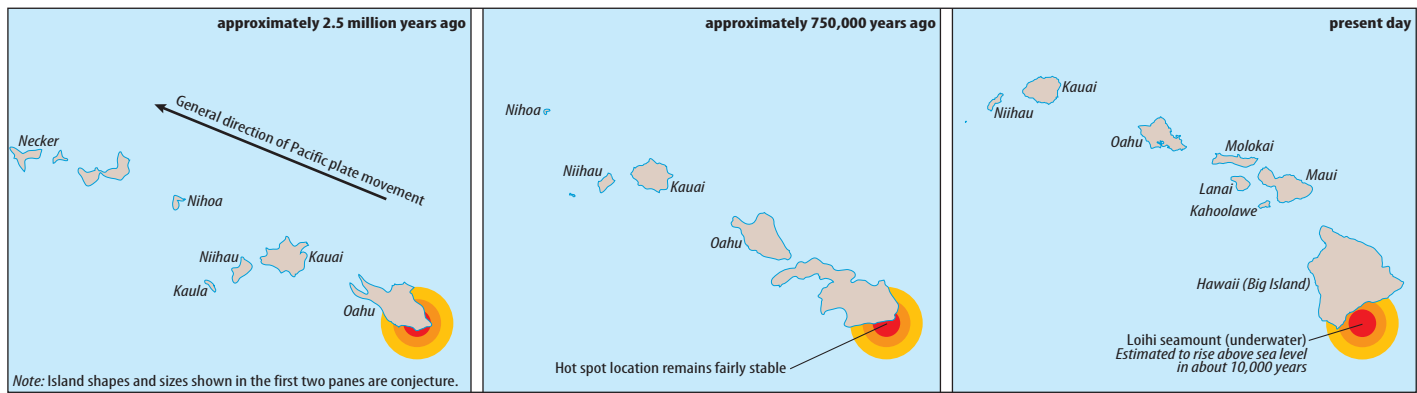 approximately 2.5 million years ago
General direction of Pacific plate movement
Necker
Nihoa
Niihau
Kauai
Kaula
Oahu
Note: Island shapes and sizes shown in the first two panes are conjecture.
approximately 750,000 years ago
Nihoa
Niihau
Kauai
Oahu
Hot spot location remains fairly stable
present day
Kauai
Niihau
Oahu
Molokai
Maui
Lanai
Kahoolawe
Hawaii (Big Island)
Loihi seamount (underwater)
Estimated to rise above sea level
in about 10,000 years